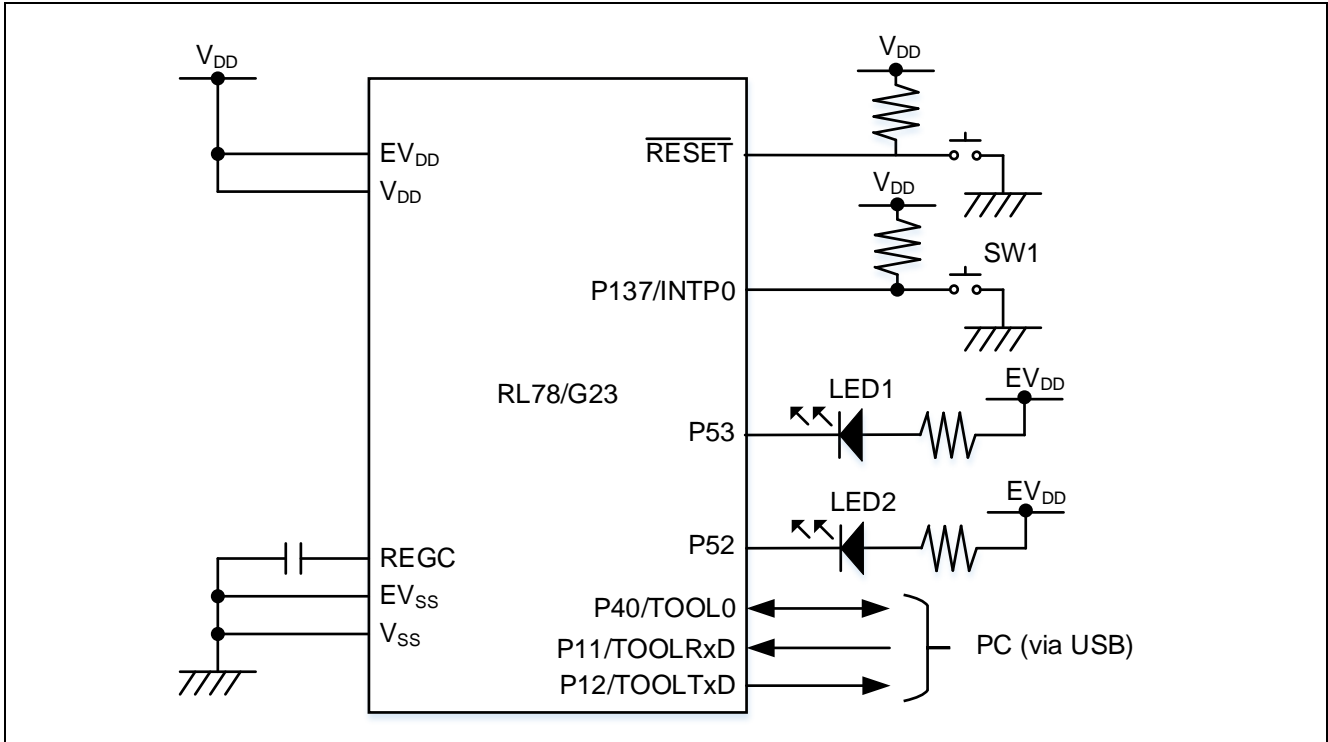 VDD
EVDD
VDD
RESET
VDD
VDD
SW1
P137/INTP0
RL78/G23
LED1
EVDD
P53
LED2
EVDD
P52
REGC
EVSS
VSS
P40/TOOL0
P11/TOOLRxD
P12/TOOLTxD
PC (via USB)